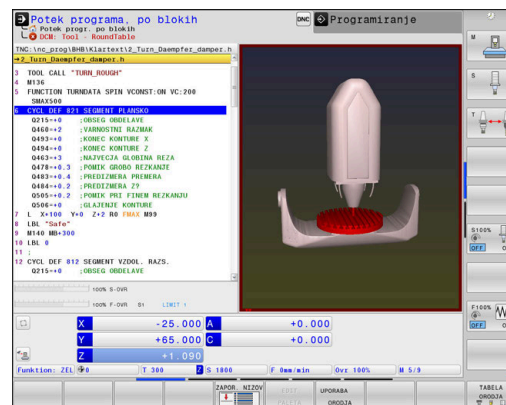 Potek programa, po blokih
DNC
Programiranje
Potek progr. po blokih
DCM: Tool - RoundTable
TNC:\nc_prog\BHB\Klartext\2_Turn_Daempfer_damper.h
→2_Turn_Daempfer_damper.h
3 TOOL CALL "TURN_ROUGH"
4 M136
5 FUNCTION TURNDATA SPIN VCONST:ON VC:200
SMAX500
6 CYCL DEF 821 SEGMENT PLANSKO
Q215=+0 ;OBSEG OBDELAVE
Q460=+2 ;VARNOSTNI RAZMAK
Q493=+0 ;KONEC KONTURE X
Q494=+0 ;KONEC KONTURE Z
Q463=+3 ;NAJVECJA GLOBINA REZA
Q478=+0.3 ;POMIK GROBO REZKANJE
Q483=+0.4 ;PREDIZMERA PREMERA
Q484=+0.2 ;PREDIZMERA Z?
Q505=+0.2 ;POMIK PRI FINEM REZKANJU
Q506=+0 ;GLAJENJE KONTURE
7 L X+100 Y+0 Z+2 R0 FMAX M99
8 LBL "Safe"
9 M140 MB+300
10 LBL 0
11 ;
12 CYCL DEF 812 SEGMENT VZDOL. RAZS.
Q215=+0 ;OBSEG OBDELAVE
100% S-OVR
100% F-OVR S1 LIMIT 1
X -25.000 A +0.000
Y +65.000 C +0.000
Z +1.090
Funktion: ZEL 0 T 300 Z S 1800 F 0mm/min Ovr 100% M 5/9
M
S
T
S100%
OFF
F100%
OFF
ZAPOR. NIZOV
UPORABA
ORODJA
TABELA
ORODJA